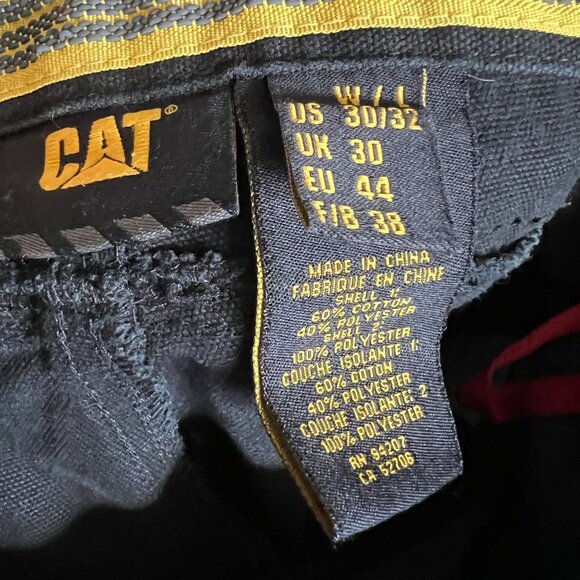 CAT®
W / L
US 30/32
UK 30
EU 44
F/B 38
MADE IN CHINA
FABRIQUE EN CHINE
SHELL 1:
60% COTTON
40% POLYESTER
SHELL 2:
100% POLYESTER
COUCHE ISOLANTE 1:
60% COTON
40% POLYESTER
COUCHE ISOLANTE: 2
100% POLYESTER
RN 94207
CA 52706